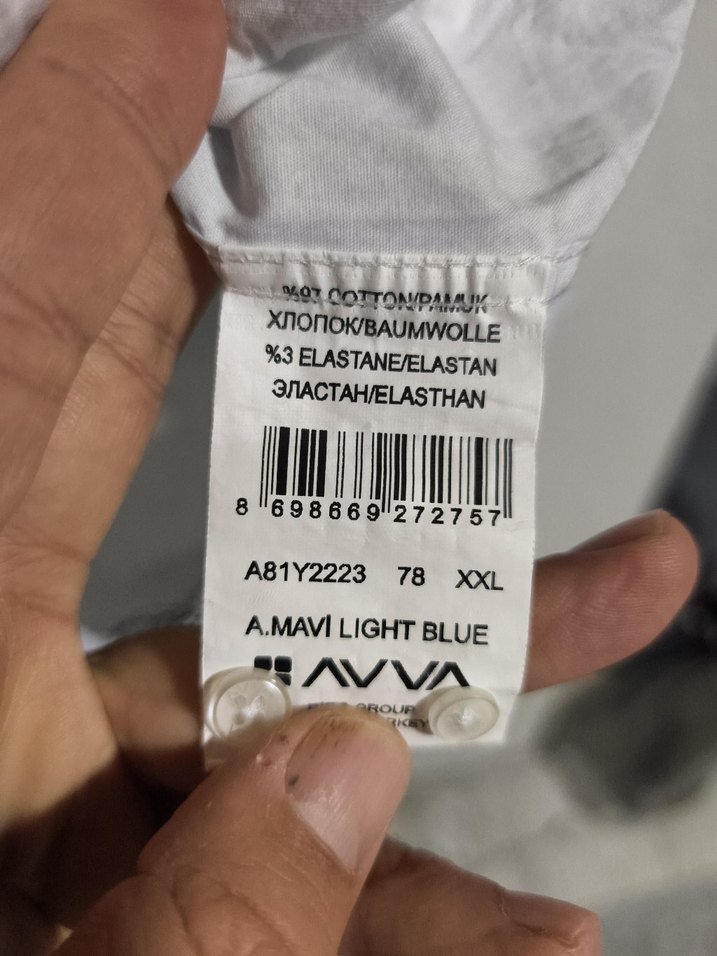 %97 COTTON/PAMUK
ХЛОПОК/BAUMWOLLE
%3 ELASTANE/ELASTAN
ЭЛАСТАН/ELASTHAN
8 698669 272757
A81Y2223 78 XXL
A.MAVİ LIGHT BLUE
AVVA
GROUP